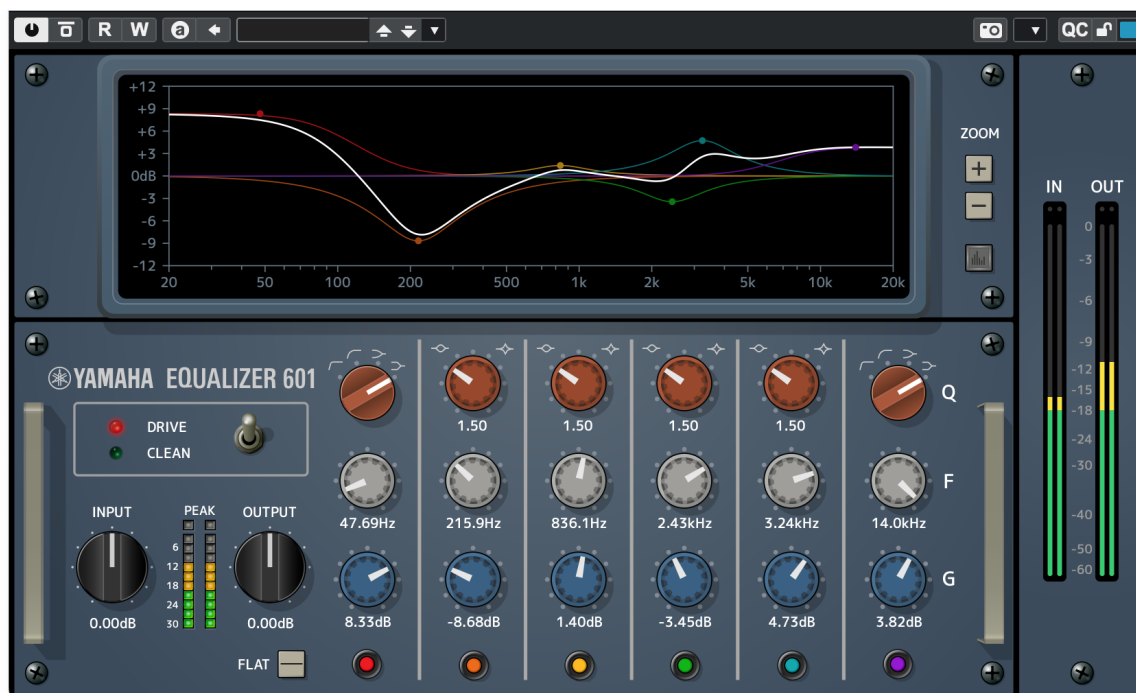 R W a QC
+12
+9
+6
+3
0dB
-3
-6
-9
-12
20 50 100 200 500 1k 2k 5k 10k 20k
ZOOM
+
−
IN OUT
0
-3
-6
-9
-12
-15
-18
-24
-30
-40
-50
-60
YAMAHA EQUALIZER 601
DRIVE
CLEAN
INPUT PEAK OUTPUT
6
12
18
24
30
0.00dB 0.00dB
FLAT
Q
1.50 1.50 1.50 1.50
F
47.69Hz 215.9Hz 836.1Hz 2.43kHz 3.24kHz 14.0kHz
G
8.33dB -8.68dB 1.40dB -3.45dB 4.73dB 3.82dB